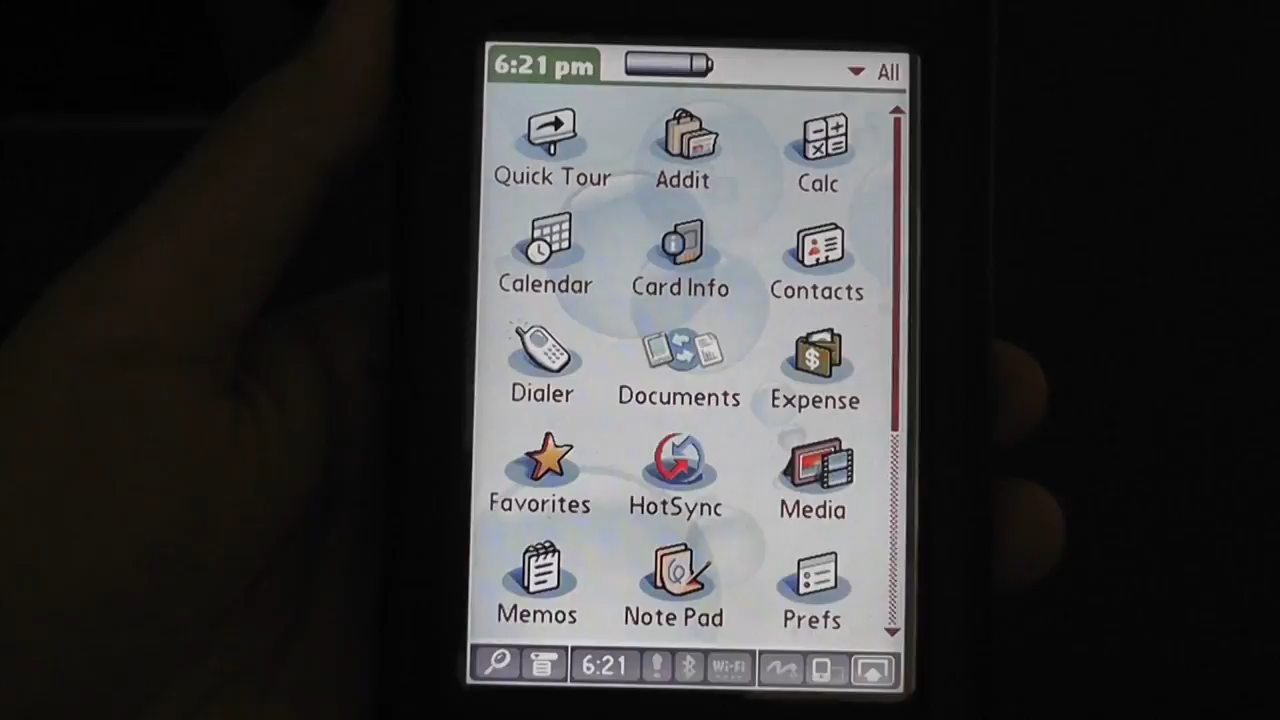 6:21 pm
All
Quick Tour
Addit
Calc
Calendar
Card Info
Contacts
Dialer
Documents
Expense
Favorites
HotSync
Media
Memos
Note Pad
Prefs
6:21
Wi-Fi